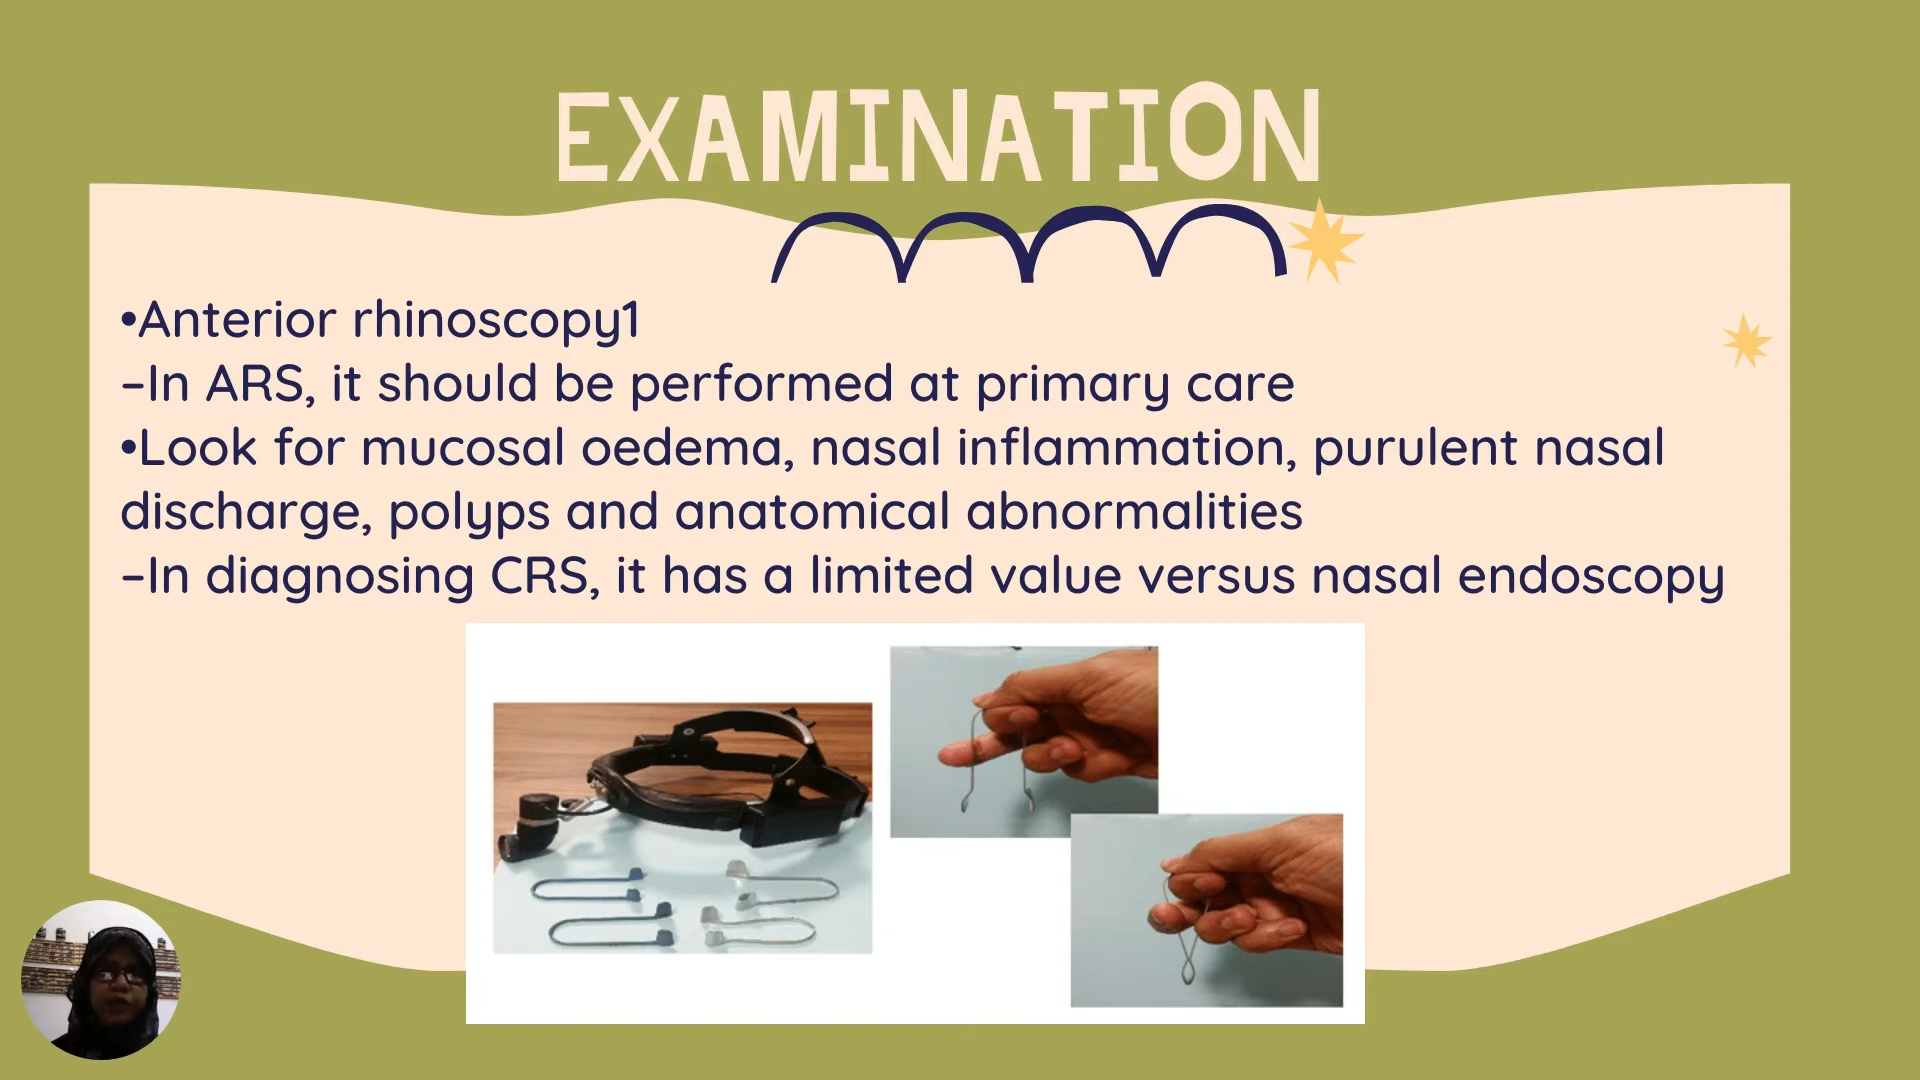 EXAMINATION
•Anterior rhinoscopy1
–In ARS, it should be performed at primary care
•Look for mucosal oedema, nasal inflammation, purulent nasal
discharge, polyps and anatomical abnormalities
–In diagnosing CRS, it has a limited value versus nasal endoscopy